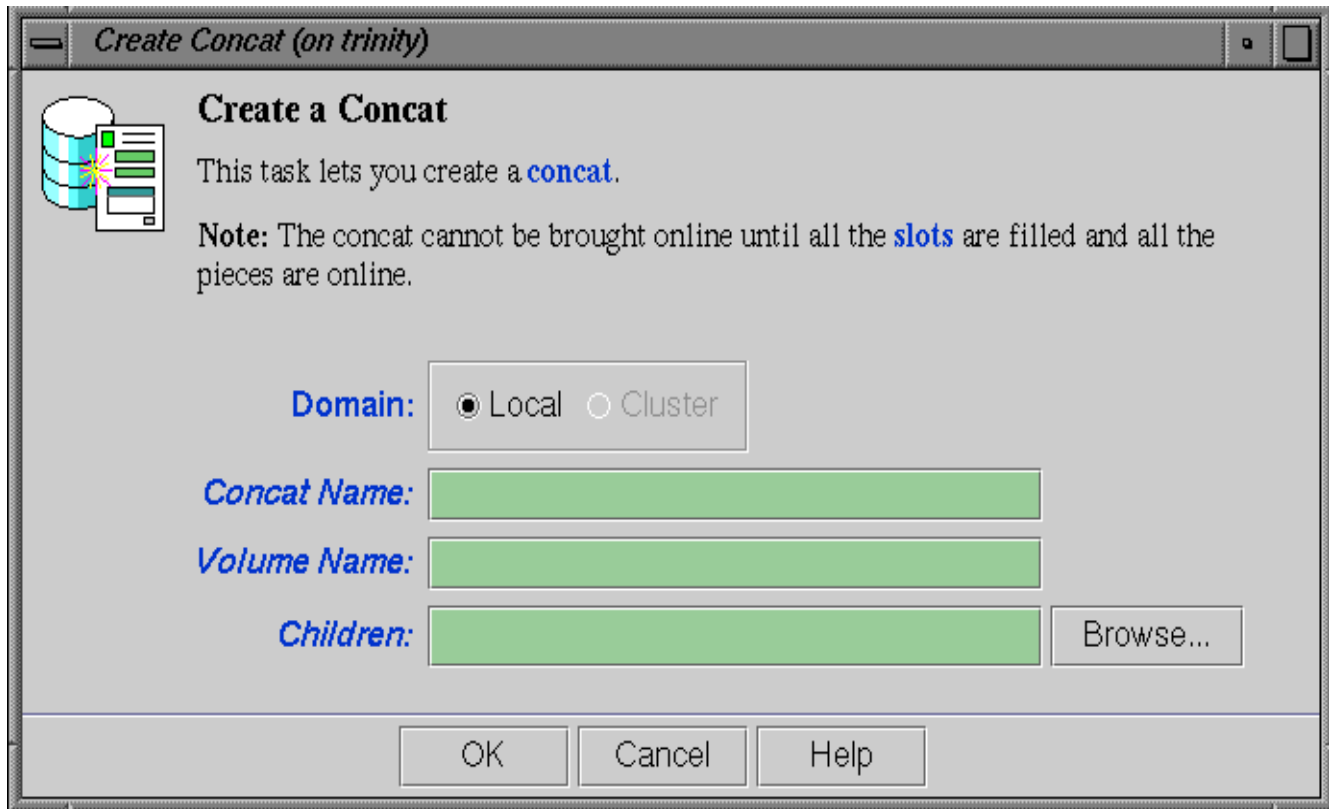 Create Concat (on trinity)
Create a Concat
This task lets you create a concat.
Note: The concat cannot be brought online until all the slots are filled and all the
pieces are online.
Domain: Local Cluster
Concat Name:
Volume Name:
Children: Browse...
OK Cancel Help